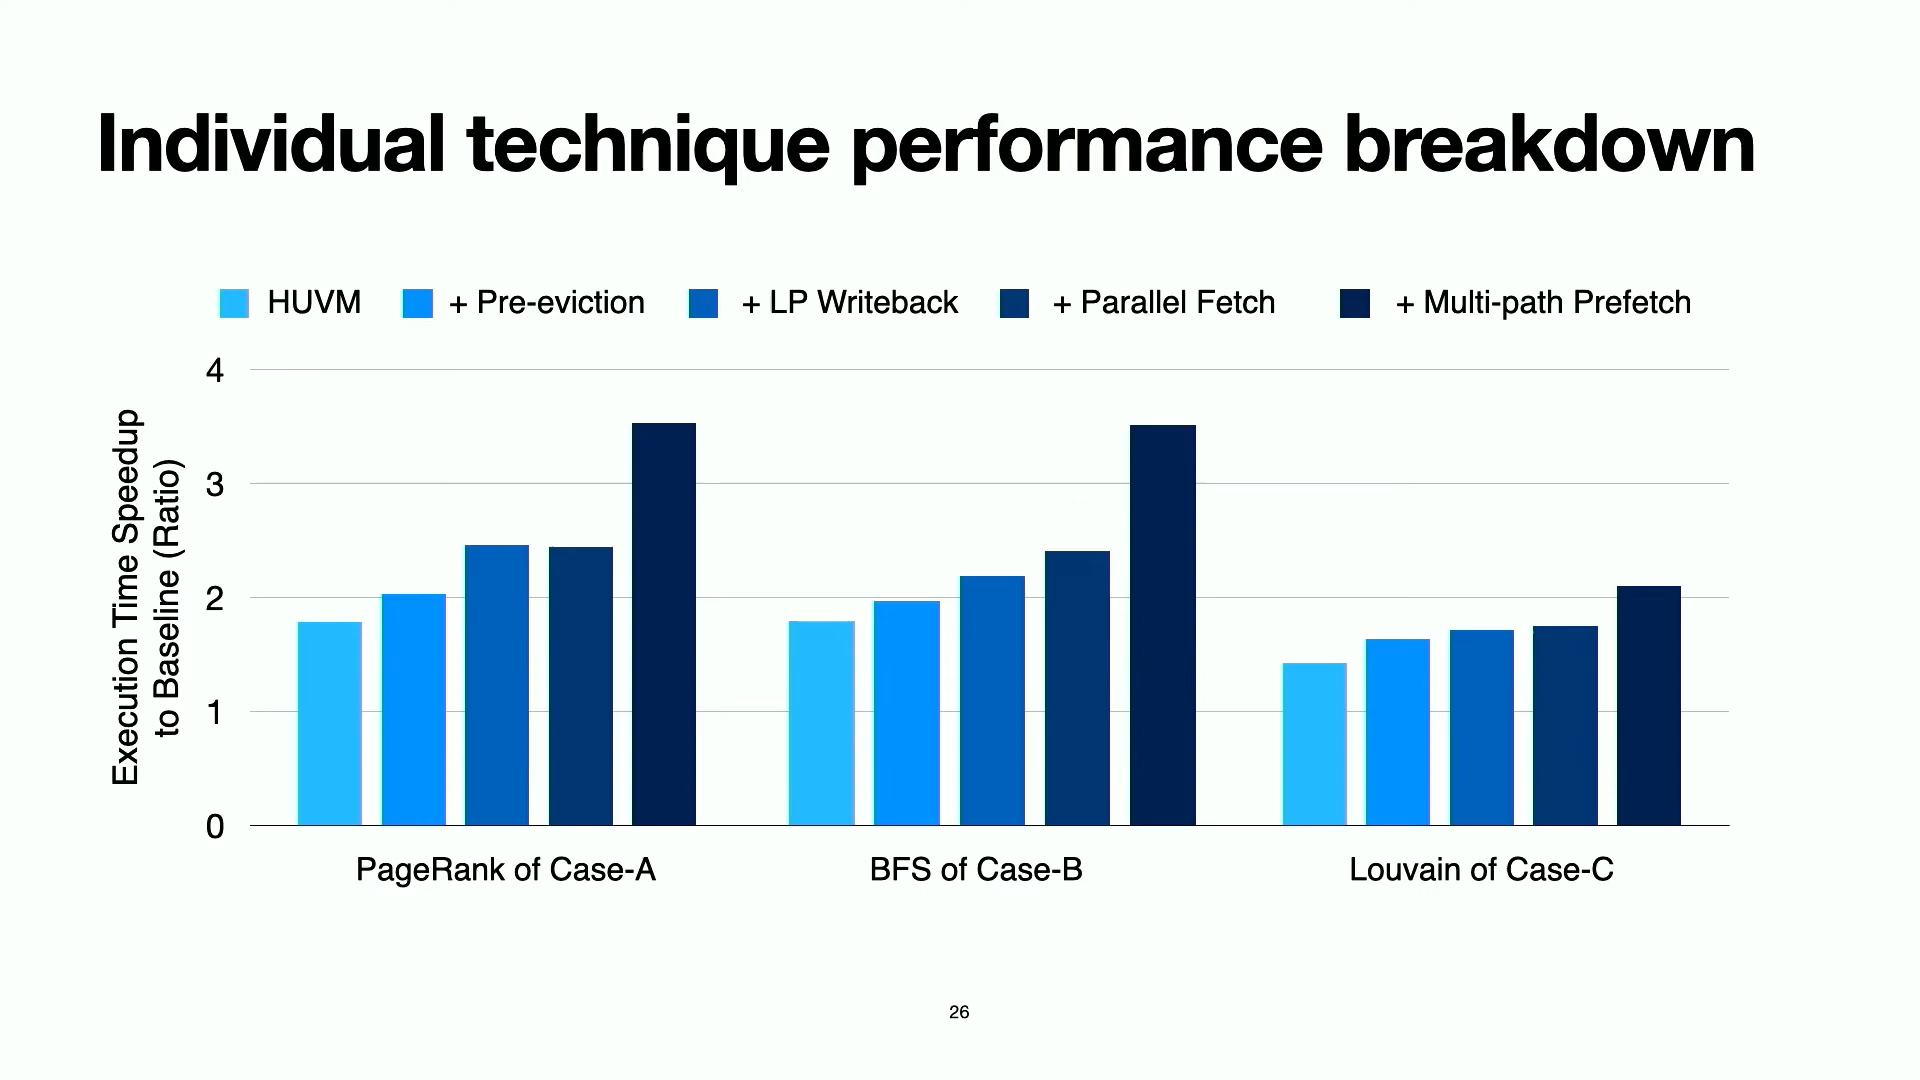 Individual technique performance breakdown
HUVM + Pre-eviction + LP Writeback + Parallel Fetch + Multi-path Prefetch
Execution Time Speedup
to Baseline (Ratio)
4
3
2
1
0
PageRank of Case-A BFS of Case-B Louvain of Case-C
26